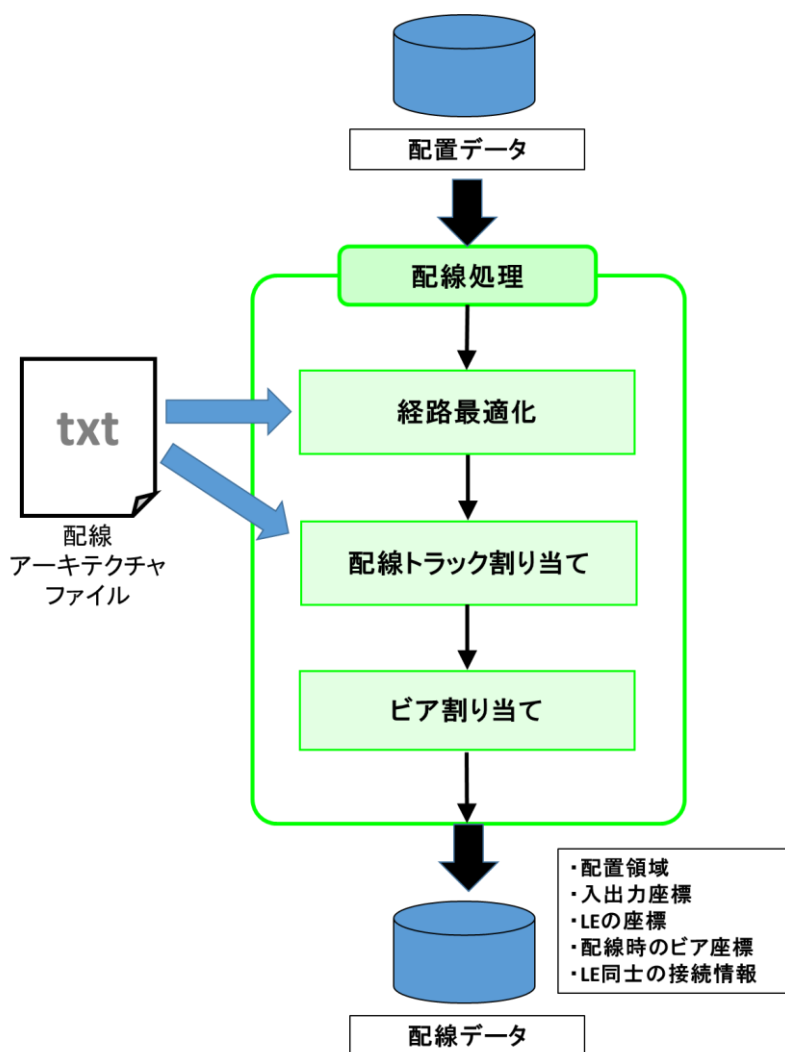 配置データ
配線処理
txt
経路最適化
配線
アーキテクチャ
ファイル
配線トラック割り当て
ビア割り当て
・配置領域
・入出力座標
・LEの座標
・配線時のビア座標
・LE同士の接続情報
配線データ